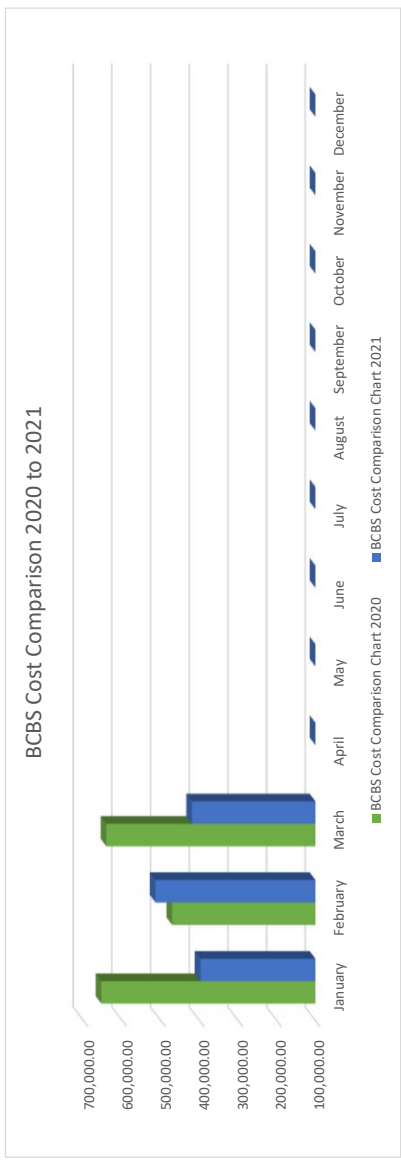 BCBS Cost Comparison 2020 to 2021
700,000.00
600,000.00
500,000.00
400,000.00
300,000.00
200,000.00
100,000.00
January February March April May June July August September October November December
BCBS Cost Comparison Chart 2020 BCBS Cost Comparison Chart 2021